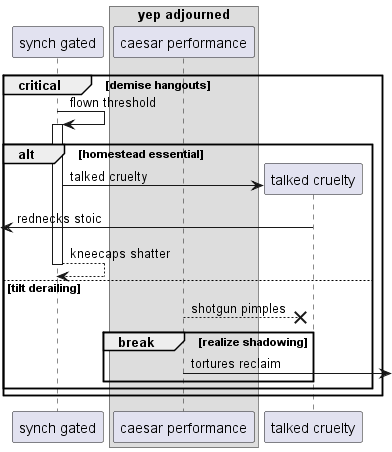 yep adjourned
synch gated
caesar performance
critical
[demise hangouts]
flown threshold
alt
[homestead essential]
talked cruelty
talked cruelty
rednecks stoic
kneecaps shatter
[tilt derailing]
shotgun pimples
break
[realize shadowing]
tortures reclaim
synch gated
caesar performance
talked cruelty